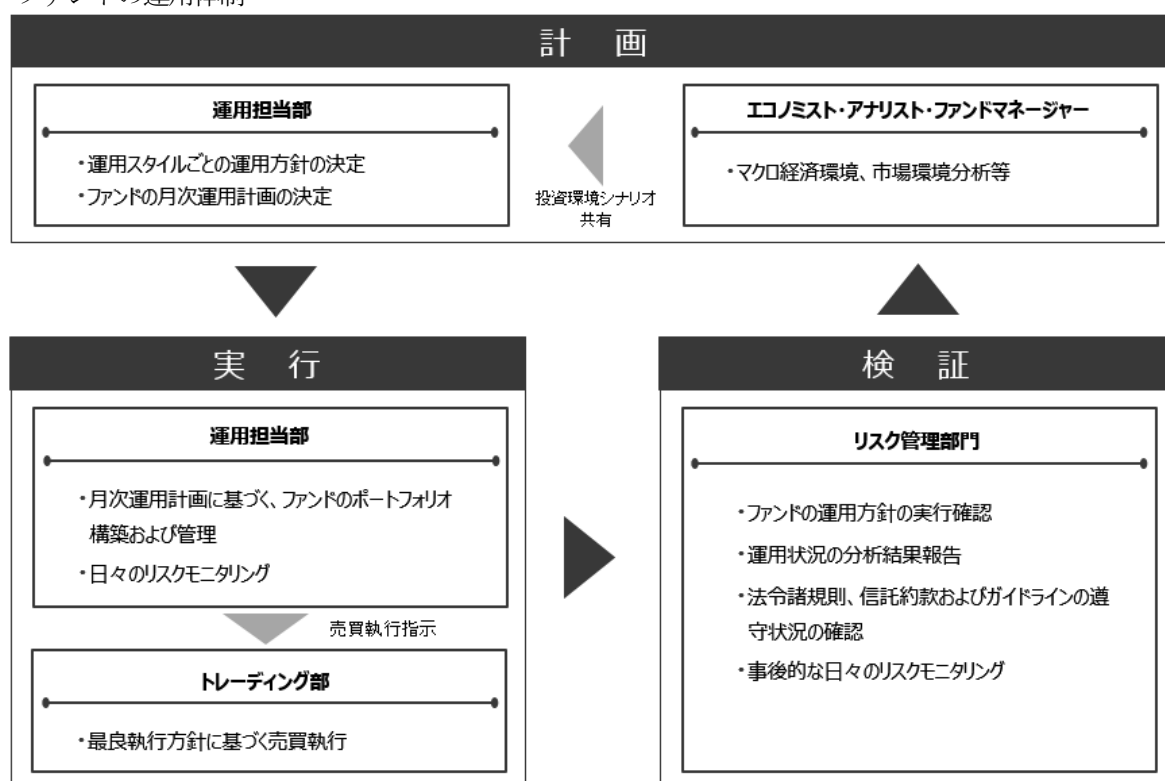 ファンドの運用体制
計 画
運用担当部
・運用スタイルごとの運用方針の決定
・ファンドの月次運用計画の決定
投資環境シナリオ
共有
エコノミスト・アナリスト・ファンドマネージャー
・マクロ経済環境、市場環境分析等
実 行
運用担当部
・月次運用計画に基づく、ファンドのポートフォリオ
構築および管理
・日々のリスクモニタリング
売買執行指示
トレーディング部
・最良執行方針に基づく売買執行
検 証
リスク管理部門
・ファンドの運用方針の実行確認
・運用状況の分析結果報告
・法令諸規則、信託約款およびガイドラインの遵
守状況の確認
・事後的な日々のリスクモニタリング